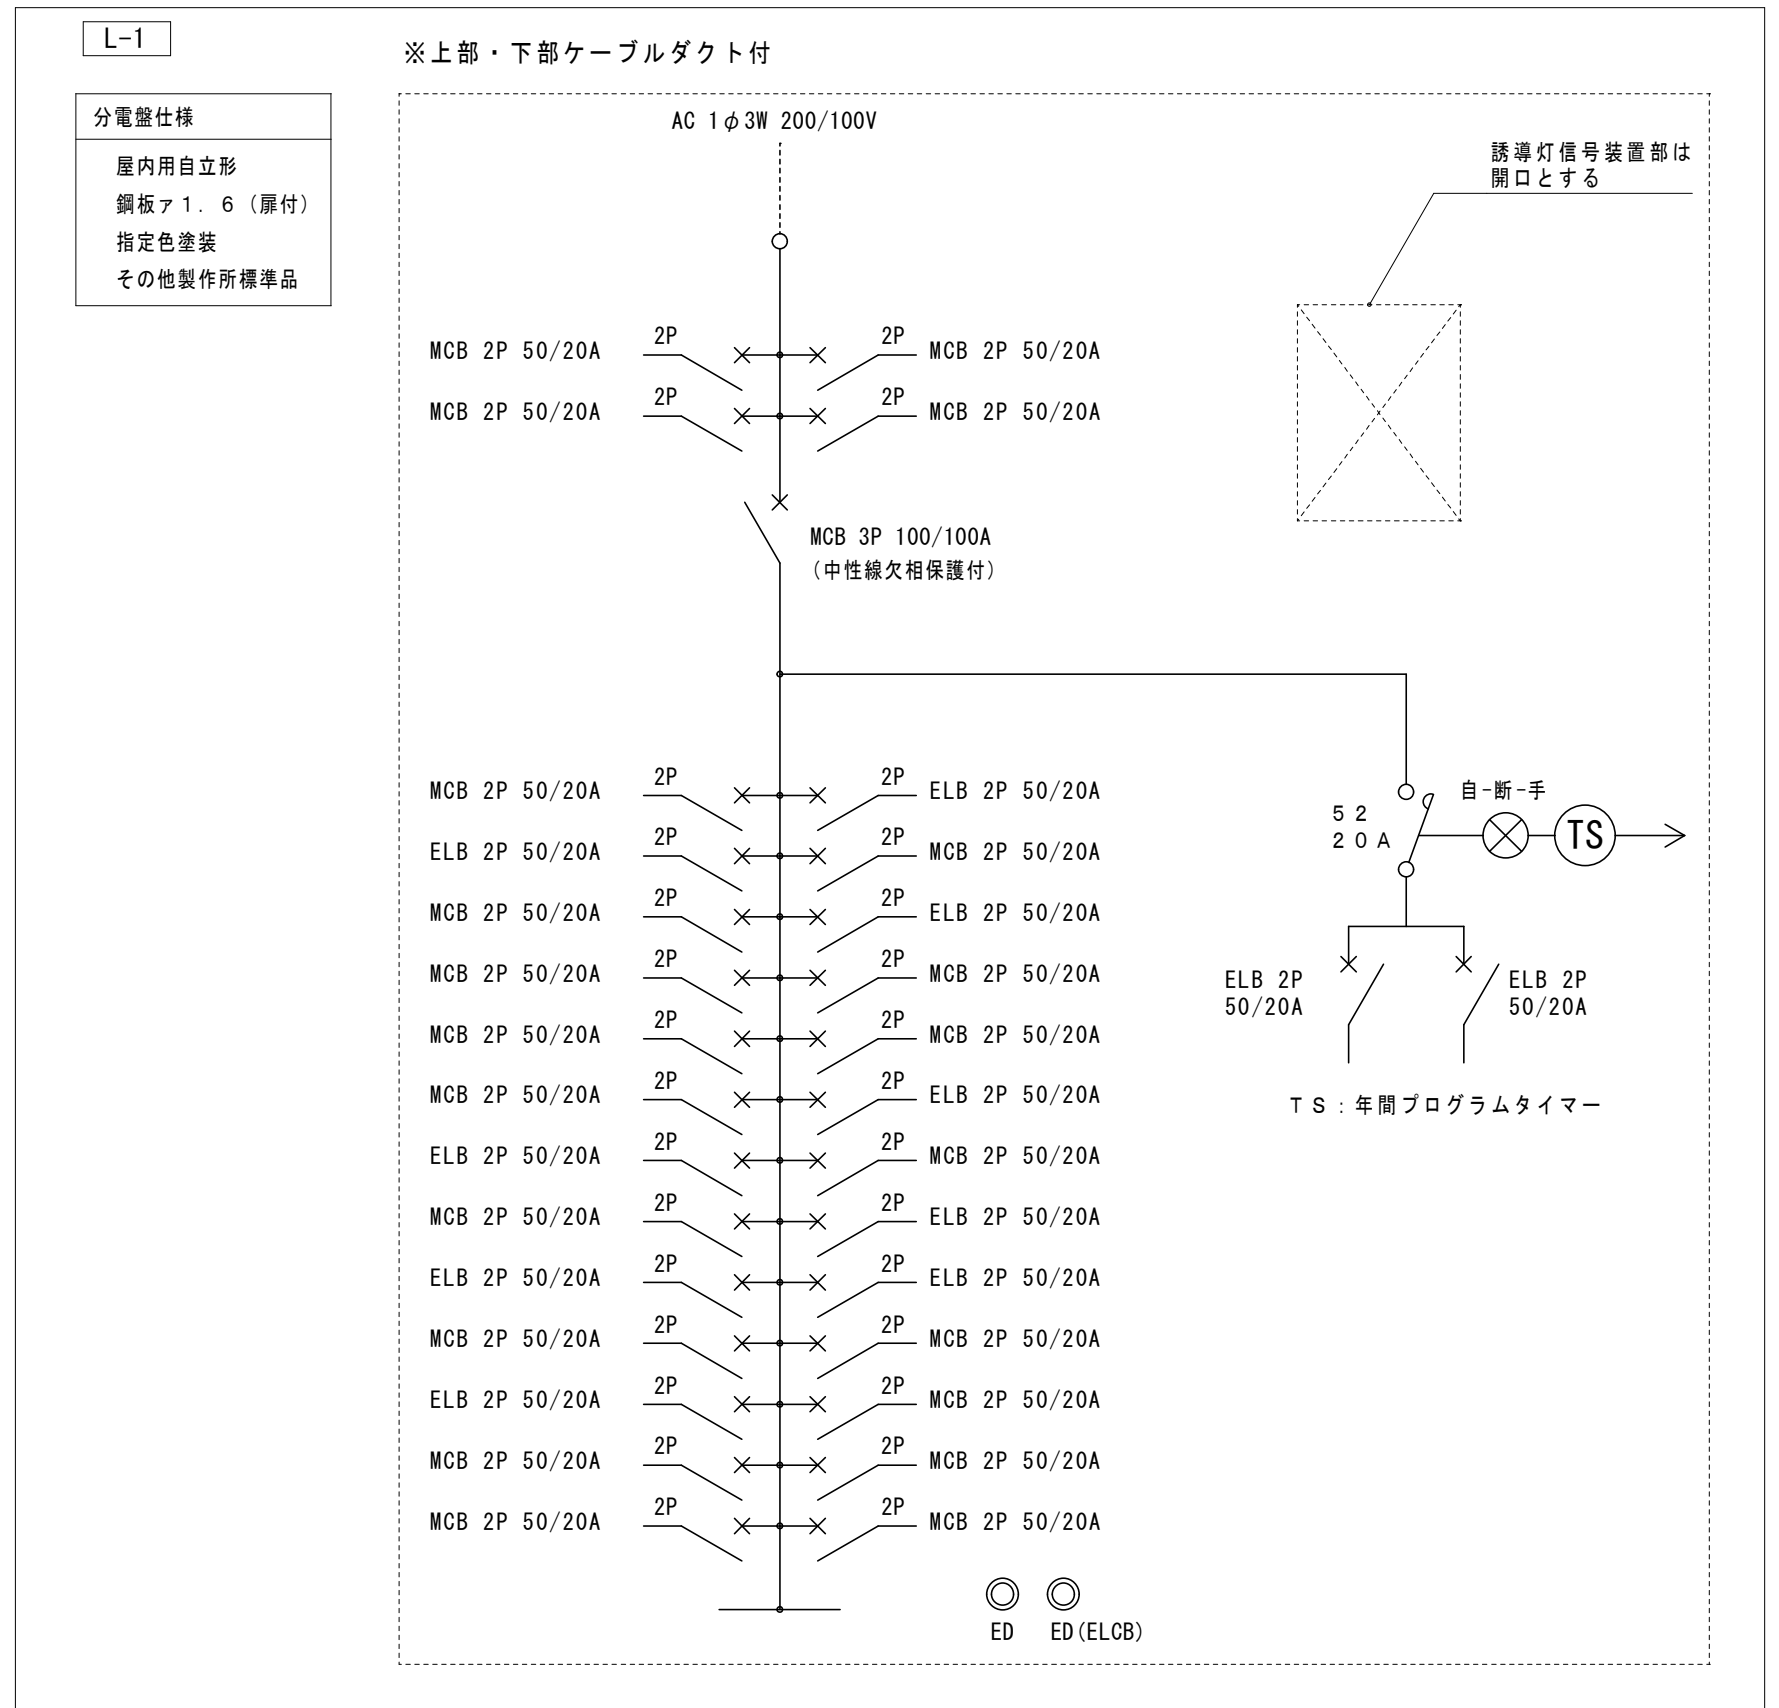 L-1
※上部・下部ケーブルダクト付
分電盤仕様
屋内用自立形
鋼板ァ1．6（扉付）
指定色塗装
その他製作所標準品
AC 1φ3W 200/100V
誘導灯信号装置部は
開口とする
MCB 2P 50/20A 2P 2P MCB 2P 50/20A
MCB 2P 50/20A 2P 2P MCB 2P 50/20A
MCB 3P 100/100A
（中性線欠相保護付）
MCB 2P 50/20A 2P 2P ELB 2P 50/20A
ELB 2P 50/20A 2P 2P MCB 2P 50/20A
MCB 2P 50/20A 2P 2P ELB 2P 50/20A
MCB 2P 50/20A 2P 2P MCB 2P 50/20A
MCB 2P 50/20A 2P 2P MCB 2P 50/20A
MCB 2P 50/20A 2P 2P ELB 2P 50/20A
ELB 2P 50/20A 2P 2P MCB 2P 50/20A
MCB 2P 50/20A 2P 2P ELB 2P 50/20A
ELB 2P 50/20A 2P 2P ELB 2P 50/20A
MCB 2P 50/20A 2P 2P MCB 2P 50/20A
ELB 2P 50/20A 2P 2P MCB 2P 50/20A
MCB 2P 50/20A 2P 2P MCB 2P 50/20A
MCB 2P 50/20A 2P 2P MCB 2P 50/20A
自-断-手
52
20A
TS
ELB 2P
50/20A
ELB 2P
50/20A
TS：年間プログラムタイマー
ED
ED(ELCB)